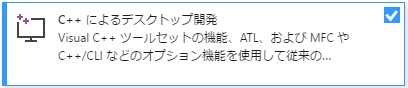 C++ によるデスクトップ開発
Visual C++ ツールセットの機能、ATL、および MFC や
C++/CLI などのオプション機能を使用して従来の...